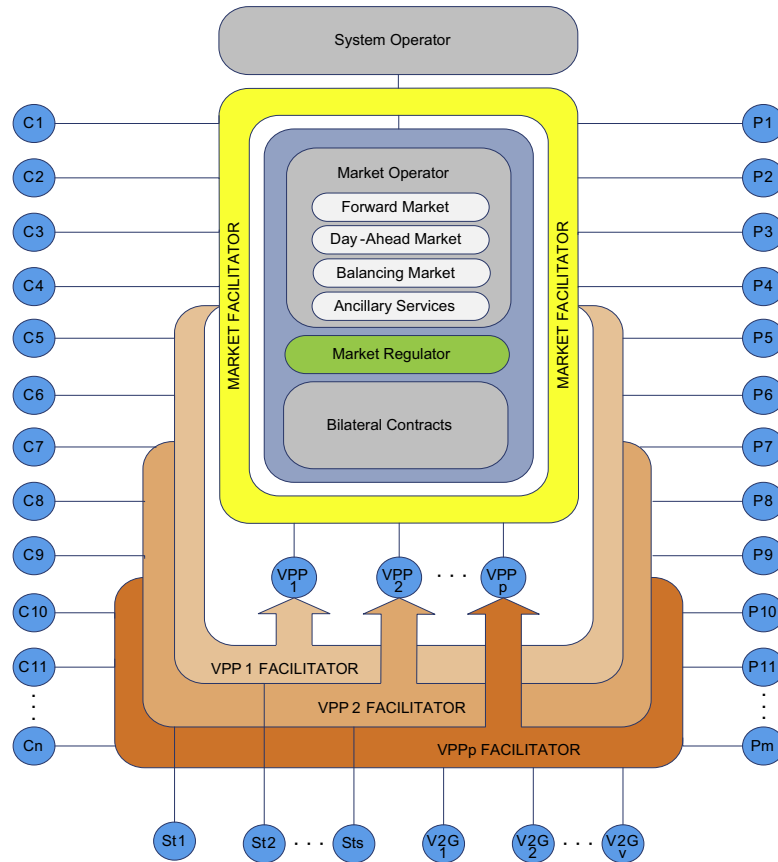 System Operator
C1
P1
C2
P2
C3
P3
C4
P4
C5
P5
C6
P6
C7
P7
C8
P8
C9
P9
C10
P10
C11
P11
Cn
Pm
MARKET FACILITATOR
MARKET FACILITATOR
Market Operator
Forward Market
Day-Ahead Market
Balancing Market
Ancillary Services
Market Regulator
Bilateral Contracts
VPP
1
VPP
2
. . .
VPP
p
VPP 1 FACILITATOR
VPP 2 FACILITATOR
VPPp FACILITATOR
St1
St2
. . .
Sts
V2G
1
V2G
2
. . .
V2G
v